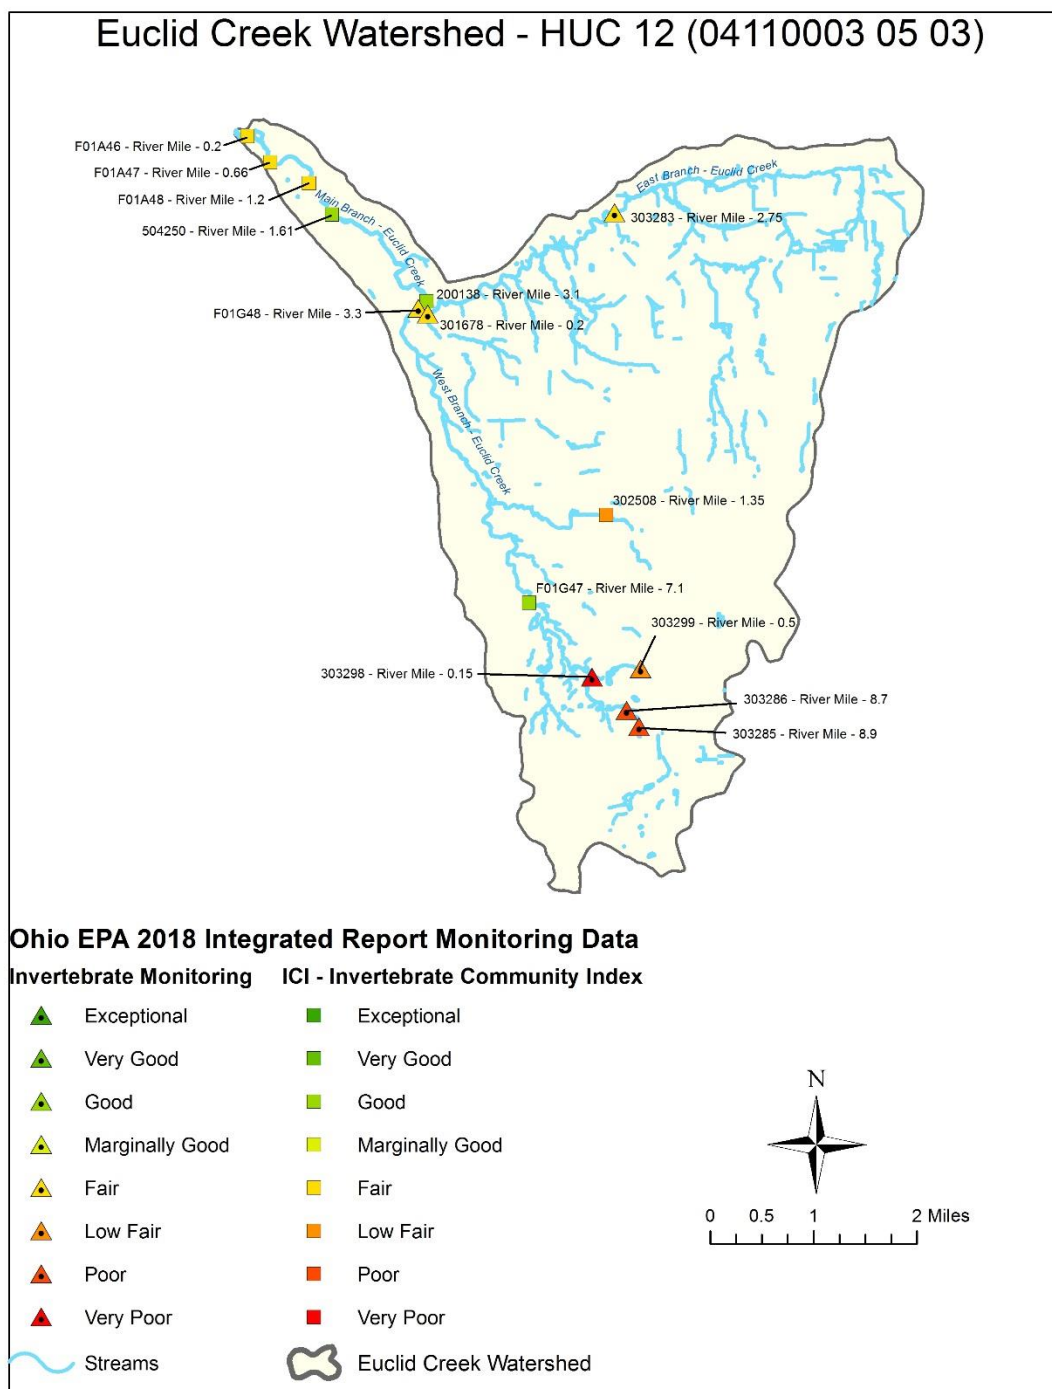 Euclid Creek Watershed - HUC 12 (04110003 05 03)
F01A46 - River Mile - 0.2
F01A47 - River Mile - 0.66
F01A48 - River Mile - 1.2
504250 - River Mile - 1.61
Main Branch - Euclid Creek
East Branch - Euclid Creek
303283 - River Mile - 2.75
200138 - River Mile - 3.1
F01G48 - River Mile - 3.3
301678 - River Mile - 0.2
West Branch - Euclid Creek
302508 - River Mile - 1.35
F01G47 - River Mile - 7.1
303299 - River Mile - 0.5
303298 - River Mile - 0.15
303286 - River Mile - 8.7
303285 - River Mile - 8.9
Ohio EPA 2018 Integrated Report Monitoring Data
Invertebrate Monitoring ICI - Invertebrate Community Index
Exceptional Exceptional
Very Good Very Good
Good Good
Marginally Good Marginally Good
Fair Fair
Low Fair Low Fair
Poor Poor
Very Poor Very Poor
Streams Euclid Creek Watershed
N
0 0.5 1 2 Miles